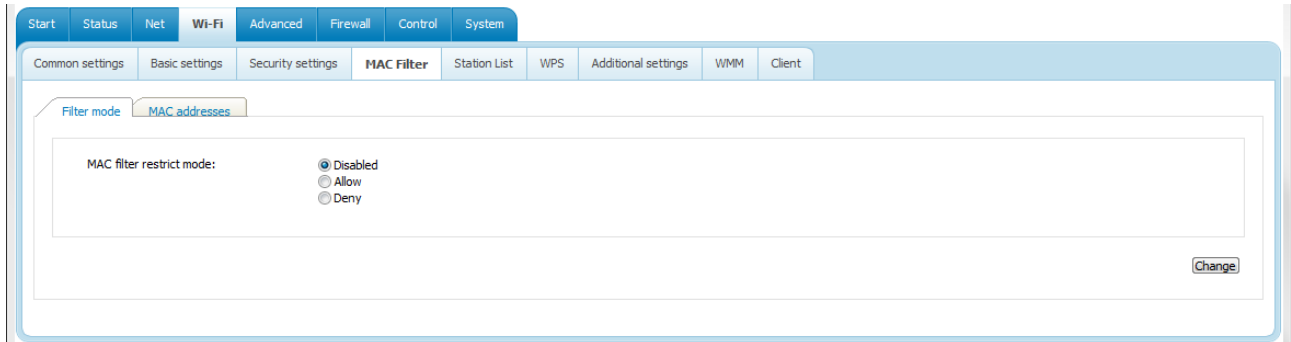 Start Status Net Wi-Fi Advanced Firewall Control System
Common settings Basic settings Security settings MAC Filter Station List WPS Additional settings WMM Client
Filter mode MAC addresses
MAC filter restrict mode: Disabled
Allow
Deny
Change